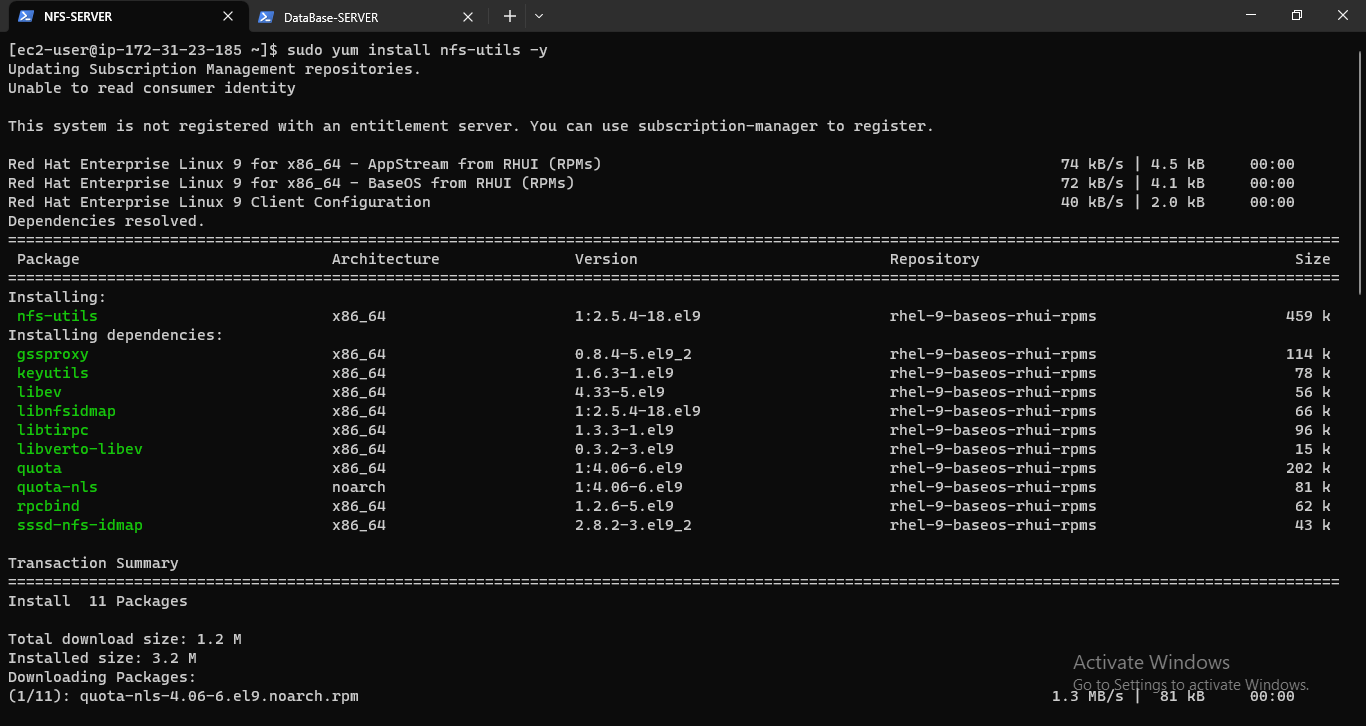 NFS-SERVER
DataBase-SERVER
[ec2-user@ip-172-31-23-185 ~]$ sudo yum install nfs-utils -y
Updating Subscription Management repositories.
Unable to read consumer identity
This system is not registered with an entitlement server. You can use subscription-manager to register.
Red Hat Enterprise Linux 9 for x86_64 - AppStream from RHUI (RPMs) 74 kB/s | 4.5 kB 00:00
Red Hat Enterprise Linux 9 for x86_64 - BaseOS from RHUI (RPMs) 72 kB/s | 4.1 kB 00:00
Red Hat Enterprise Linux 9 Client Configuration 40 kB/s | 2.0 kB 00:00
Dependencies resolved.
====================================================================================================================================================
Package Architecture Version Repository Size
====================================================================================================================================================
Installing:
nfs-utils x86_64 1:2.5.4-18.el9 rhel-9-baseos-rhui-rpms 459 k
Installing dependencies:
gssproxy x86_64 0.8.4-5.el9_2 rhel-9-baseos-rhui-rpms 114 k
keyutils x86_64 1.6.3-1.el9 rhel-9-baseos-rhui-rpms 78 k
libev x86_64 4.33-5.el9 rhel-9-baseos-rhui-rpms 56 k
libnfsidmap x86_64 1:2.5.4-18.el9 rhel-9-baseos-rhui-rpms 66 k
libtirpc x86_64 1.3.3-1.el9 rhel-9-baseos-rhui-rpms 96 k
libverto-libev x86_64 0.3.2-3.el9 rhel-9-baseos-rhui-rpms 15 k
quota x86_64 1:4.06-6.el9 rhel-9-baseos-rhui-rpms 202 k
quota-nls noarch 1:4.06-6.el9 rhel-9-baseos-rhui-rpms 81 k
rpcbind x86_64 1.2.6-5.el9 rhel-9-baseos-rhui-rpms 62 k
sssd-nfs-idmap x86_64 2.8.2-3.el9_2 rhel-9-baseos-rhui-rpms 43 k
Transaction Summary
====================================================================================================================================================
Install 11 Packages
Total download size: 1.2 M
Installed size: 3.2 M
Downloading Packages:
(1/11): quota-nls-4.06-6.el9.noarch.rpm 1.3 MB/s | 81 kB 00:00
Activate Windows
Go to Settings to activate Windows.